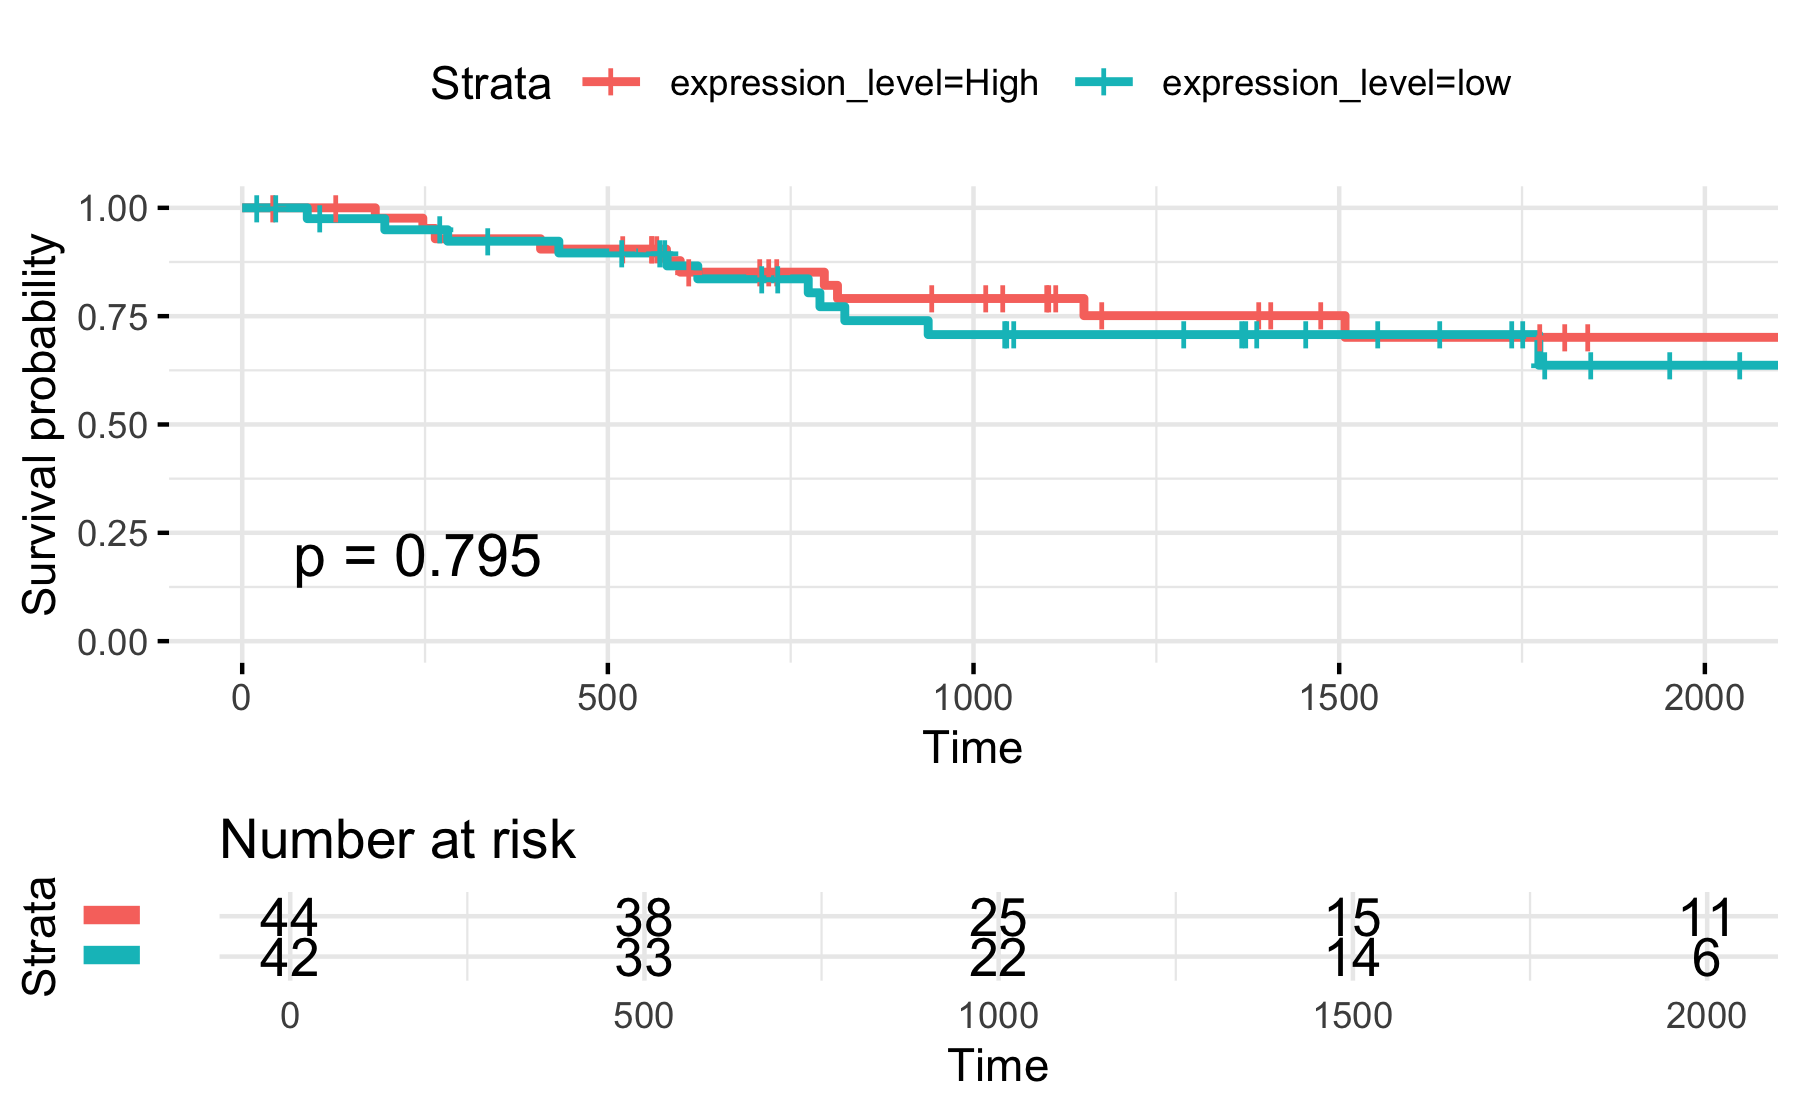 Strata expression_level=High expression_level=low
Survival probability
1.00
0.75
0.50
0.25
0.00
p = 0.795
0 500 1000 1500 2000
Time
Number at risk
Strata
44 38 25 15 11
42 33 22 14 6
0 500 1000 1500 2000
Time